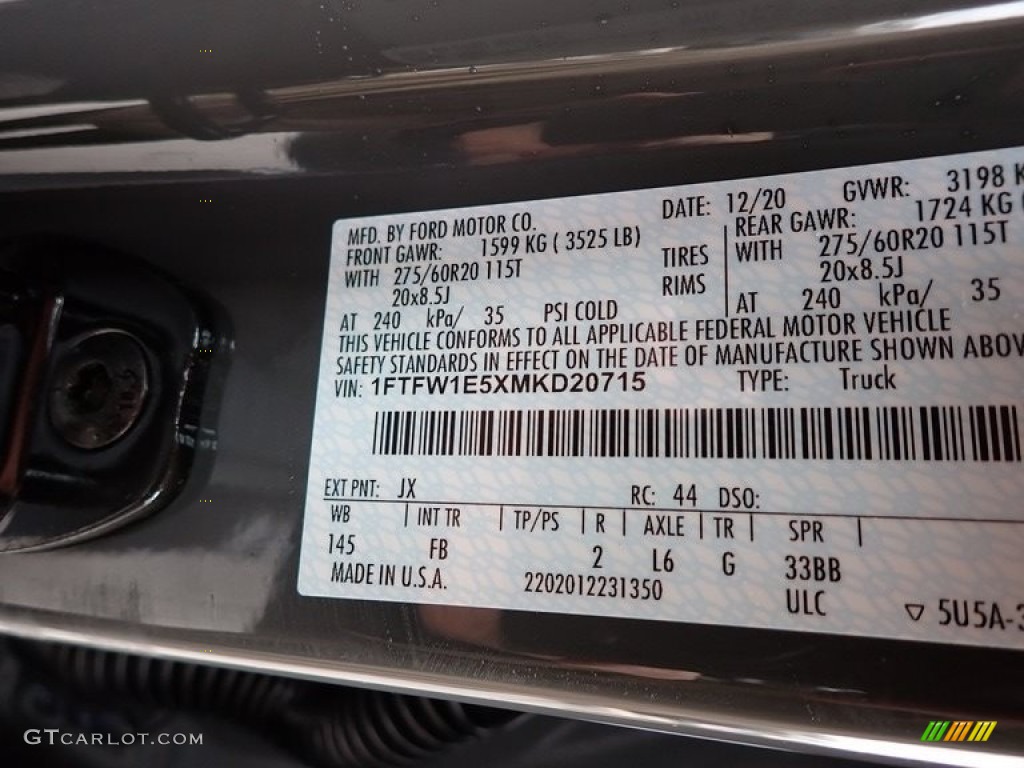 MFD. BY FORD MOTOR CO.
DATE: 12/20 GVWR: 3198 K
FRONT GAWR: 1599 KG ( 3525 LB)
REAR GAWR: 1724 KG (
WITH 275/60R20 115T TIRES WITH 275/60R20 115T
20x8.5J RIMS 20x8.5J
AT 240 kPa/ 35 PSI COLD AT 240 kPa/ 35
THIS VEHICLE CONFORMS TO ALL APPLICABLE FEDERAL MOTOR VEHICLE
SAFETY STANDARDS IN EFFECT ON THE DATE OF MANUFACTURE SHOWN ABOV
VIN: 1FTFW1E5XMKD20715 TYPE: Truck
EXT PNT: JX RC: 44 DSO:
WB INT TR TP/PS R AXLE TR SPR
145 FB 2 L6 G 33BB
MADE IN U.S.A. 2202012231350 ULC
5U5A-3
GTCARLOT.COM